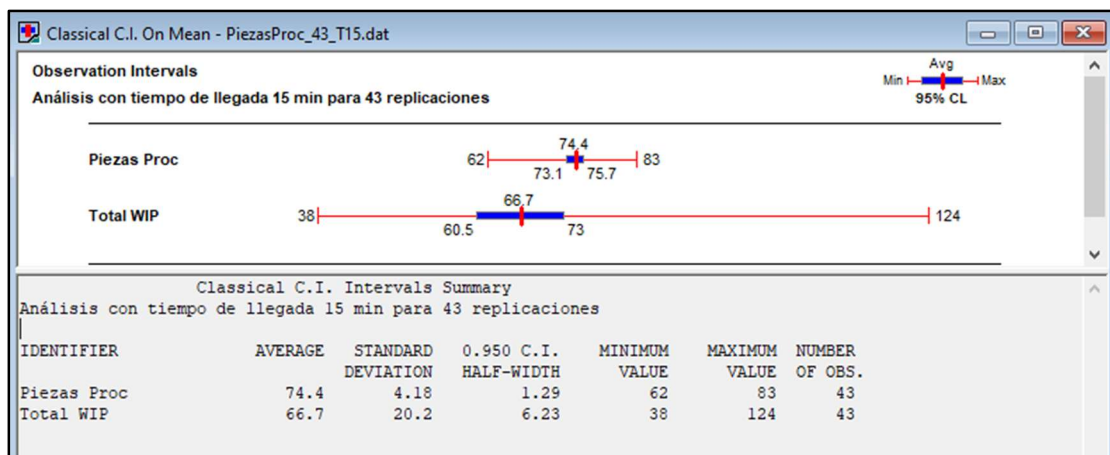 Classical C.I. On Mean - PiezasProc_43_T15.dat
Observation Intervals
Avg
Min Max
Análisis con tiempo de llegada 15 min para 43 replicaciones
95% CL
74.4
Piezas Proc 62 83
73.1 75.7
66.7
Total WIP 38 124
60.5 73
Classical C.I. Intervals Summary
Análisis con tiempo de llegada 15 min para 43 replicaciones
IDENTIFIER AVERAGE STANDARD 0.950 C.I. MINIMUM MAXIMUM NUMBER
DEVIATION HALF-WIDTH VALUE VALUE OF OBS.
Piezas Proc 74.4 4.18 1.29 62 83 43
Total WIP 66.7 20.2 6.23 38 124 43